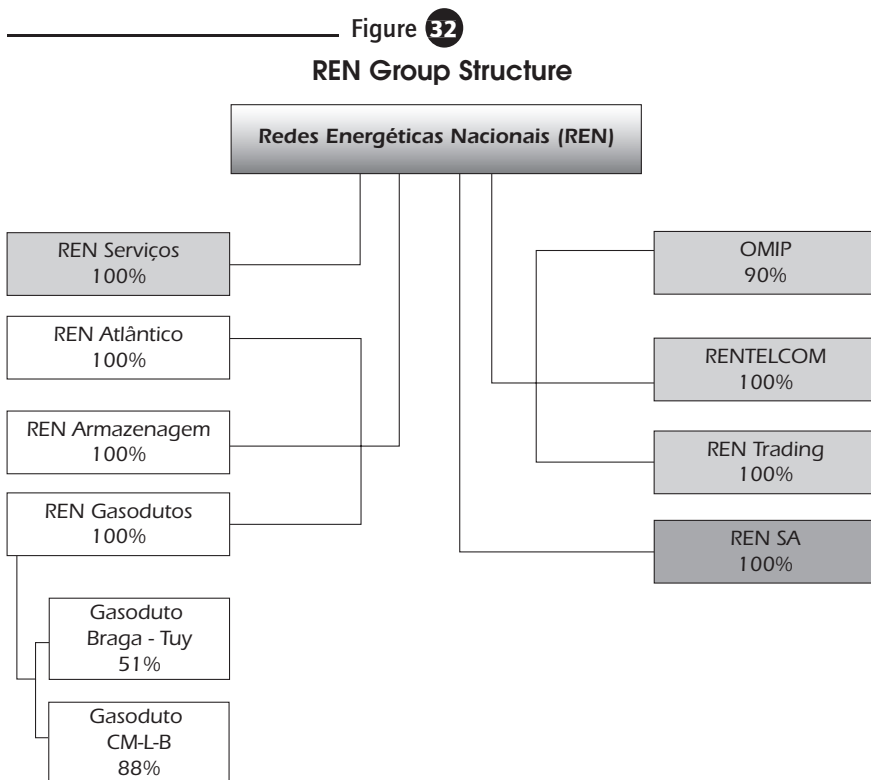 Figure 32
REN Group Structure
Redes Energéticas Nacionais (REN)
REN Serviços
100%
REN Atlântico
100%
REN Armazenagem
100%
REN Gasodutos
100%
Gasoduto
Braga - Tuy
51%
Gasoduto
CM-L-B
88%
OMIP
90%
RENTELCOM
100%
REN Trading
100%
REN SA
100%